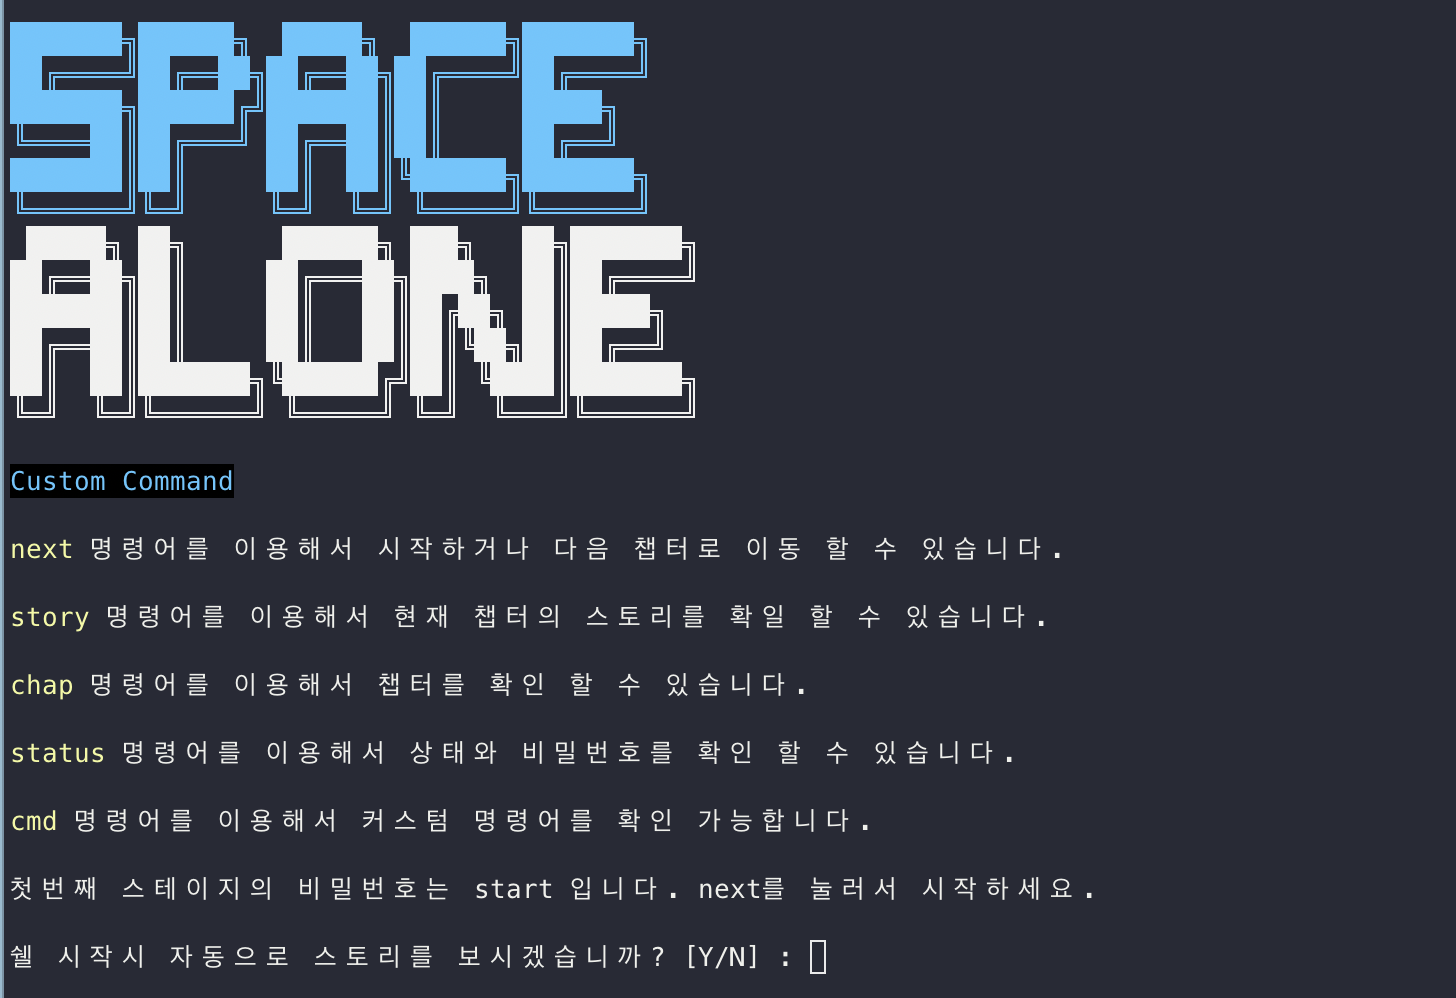 SPACE
ALONE
Custom Command
next 명령어를 이용해서 시작하거나 다음 챕터로 이동 할 수 있습니다.
story 명령어를 이용해서 현재 챕터의 스토리를 확일 할 수 있습니다.
chap 명령어를 이용해서 챕터를 확인 할 수 있습니다.
status 명령어를 이용해서 상태와 비밀번호를 확인 할 수 있습니다.
cmd 명령어를 이용해서 커스텀 명령어를 확인 가능합니다.
첫번째 스테이지의 비밀번호는 start 입니다. next를 눌러서 시작하세요.
쉘 시작시 자동으로 스토리를 보시겠습니까? [Y/N] :